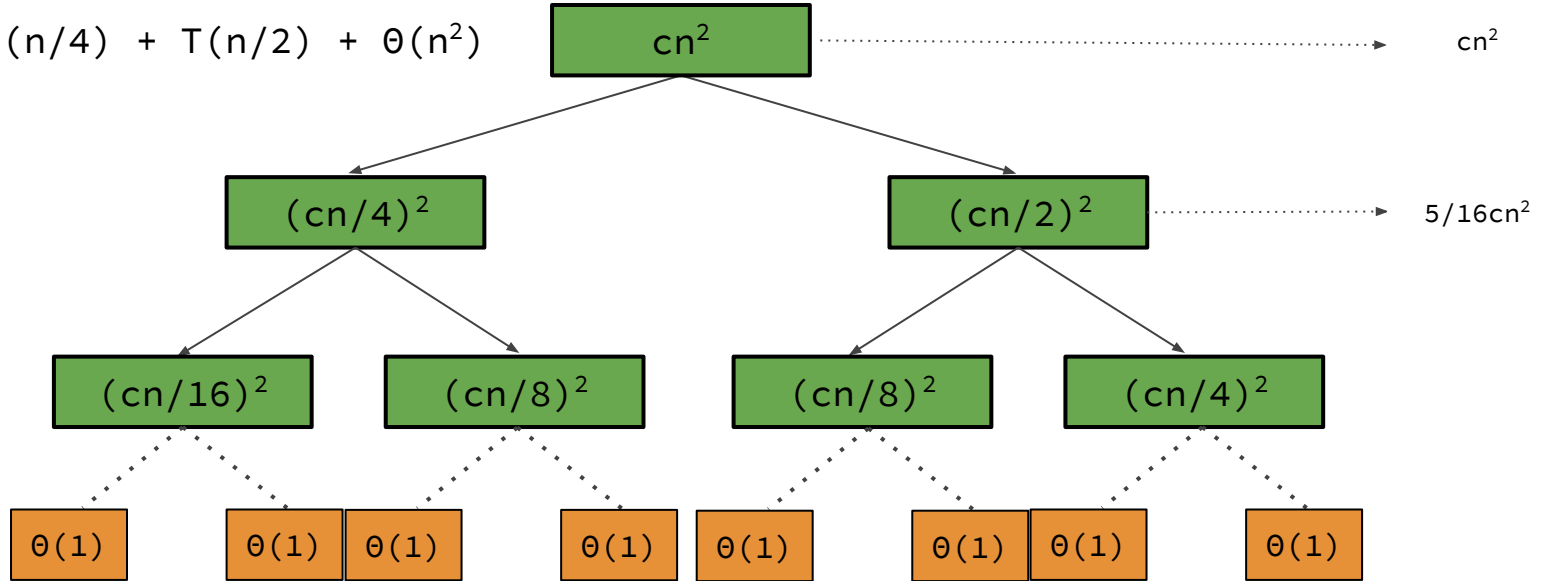 (n/4) + T(n/2) + Θ(n²)
cn²
cn²
(cn/4)²
(cn/2)²
5/16cn²
(cn/16)²
(cn/8)²
(cn/8)²
(cn/4)²
Θ(1)
Θ(1)
Θ(1)
Θ(1)
Θ(1)
Θ(1)
Θ(1)
Θ(1)